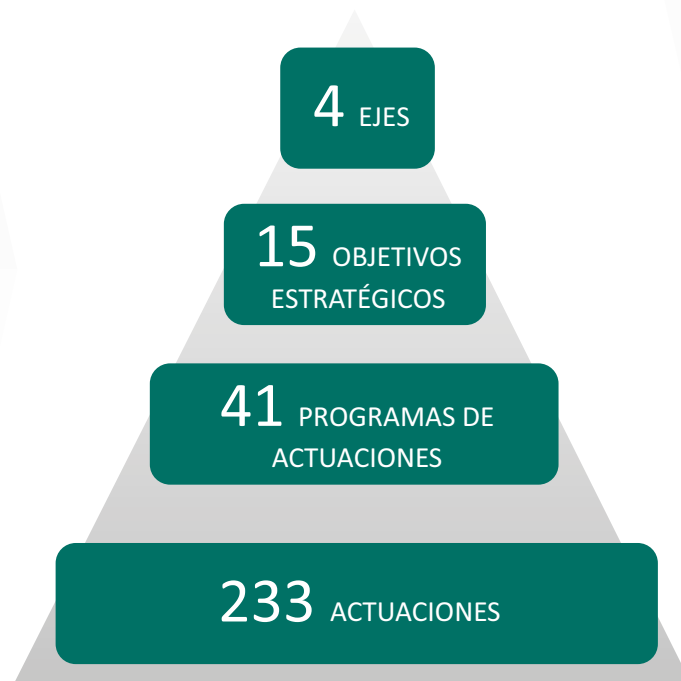 4 EJES
15 OBJETIVOS
ESTRATÉGICOS
41 PROGRAMAS DE
ACTUACIONES
233 ACTUACIONES